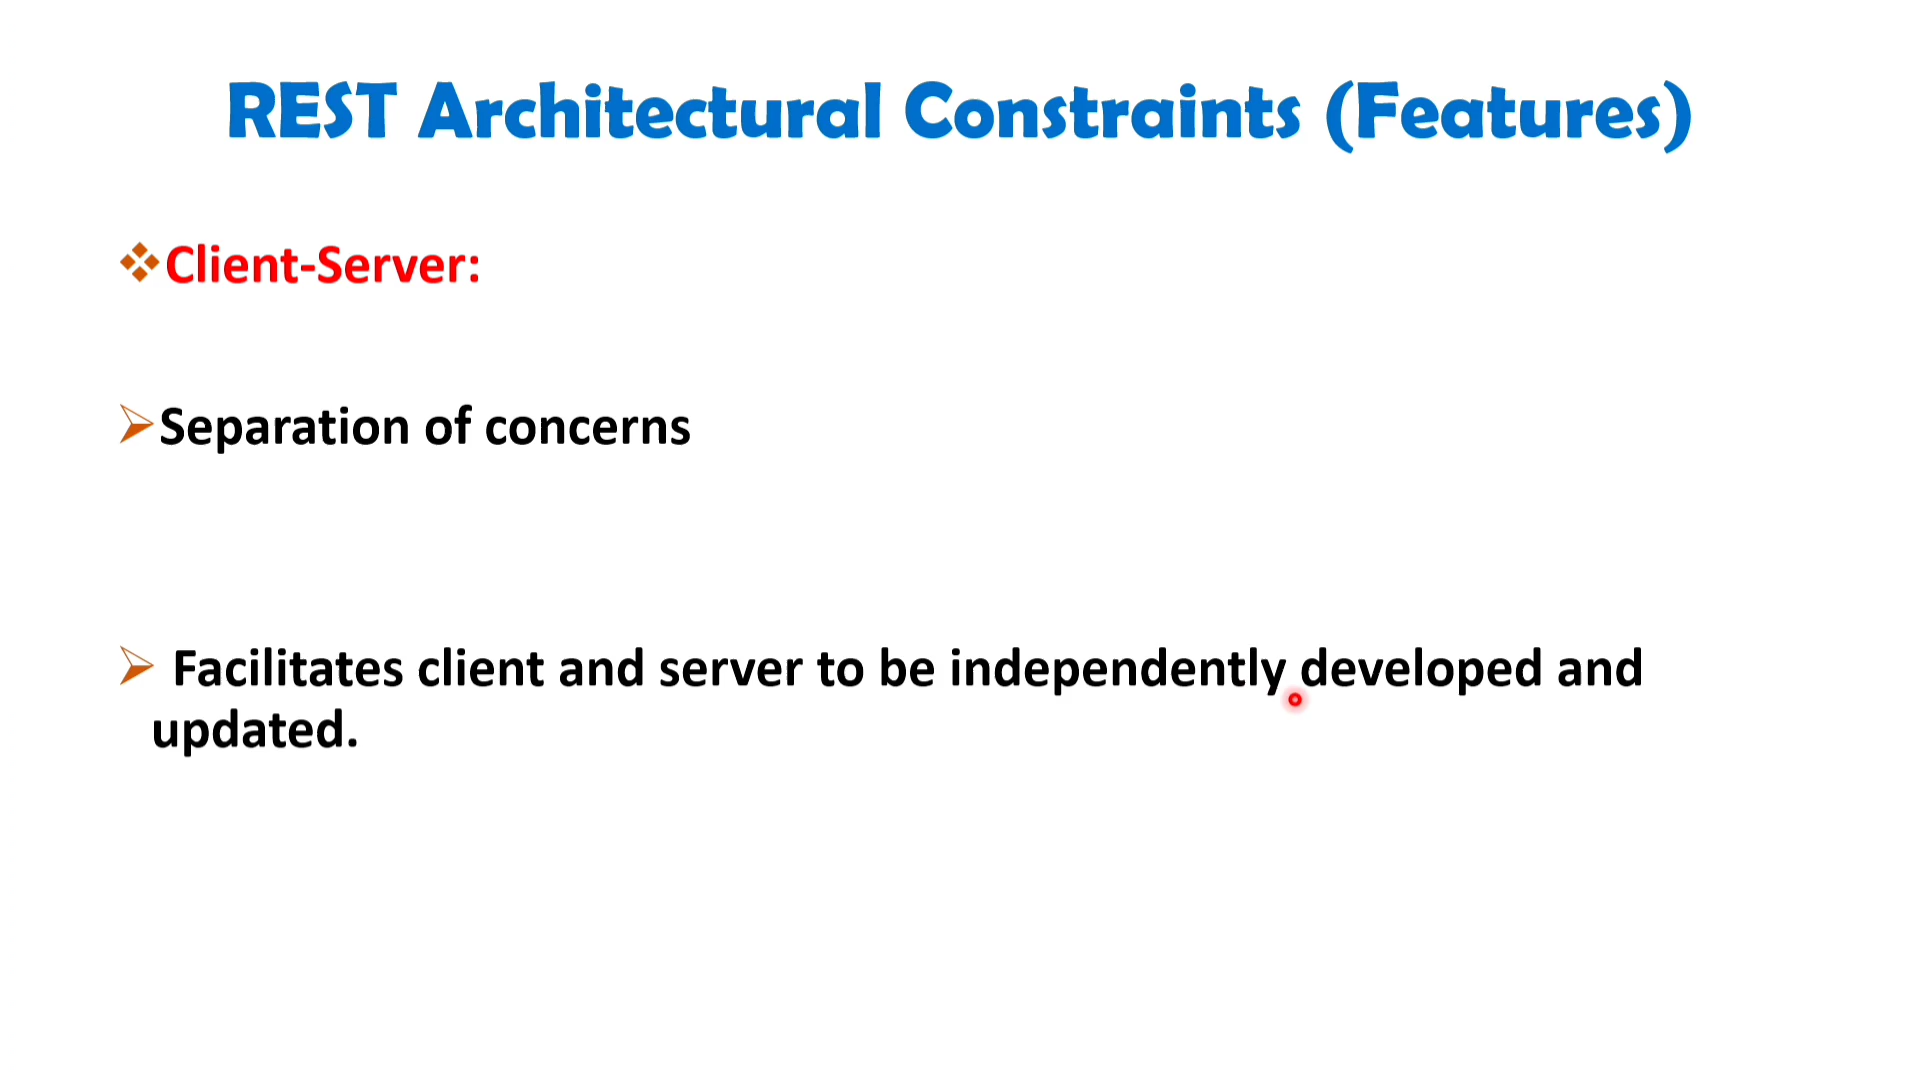 REST Architectural Constraints (Features)
Client-Server:
Separation of concerns
Facilitates client and server to be independently developed and
updated.